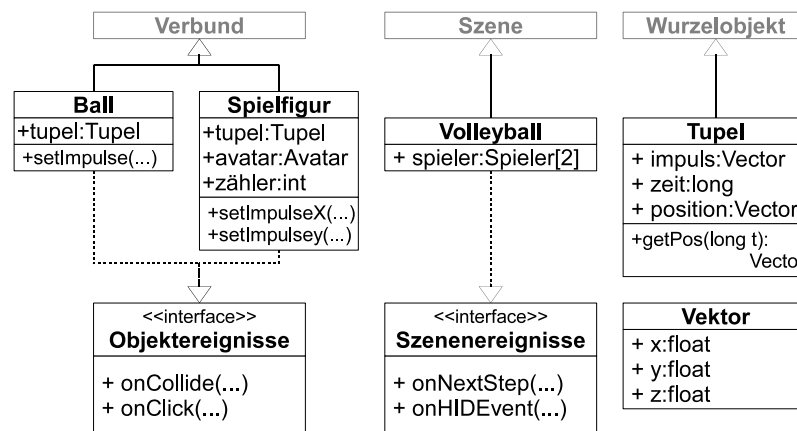 Verbund
Szene
Wurzelobjekt
Ball
+tupel:Tupel
+setImpulse(...)
Spielfigur
+tupel:Tupel
+avatar:Avatar
+zähler:int
+setImpulseX(...)
+setImpulsey(...)
Volleyball
+ spieler:Spieler[2]
Tupel
+ impuls:Vector
+ zeit:long
+ position:Vector
+getPos(long t):
Vector
<<interface>>
Objektereignisse
+ onCollide(...)
+ onClick(...)
<<interface>>
Szenenereignisse
+ onNextStep(...)
+ onHIDEvent(...)
Vektor
+ x:float
+ y:float
+ z:float